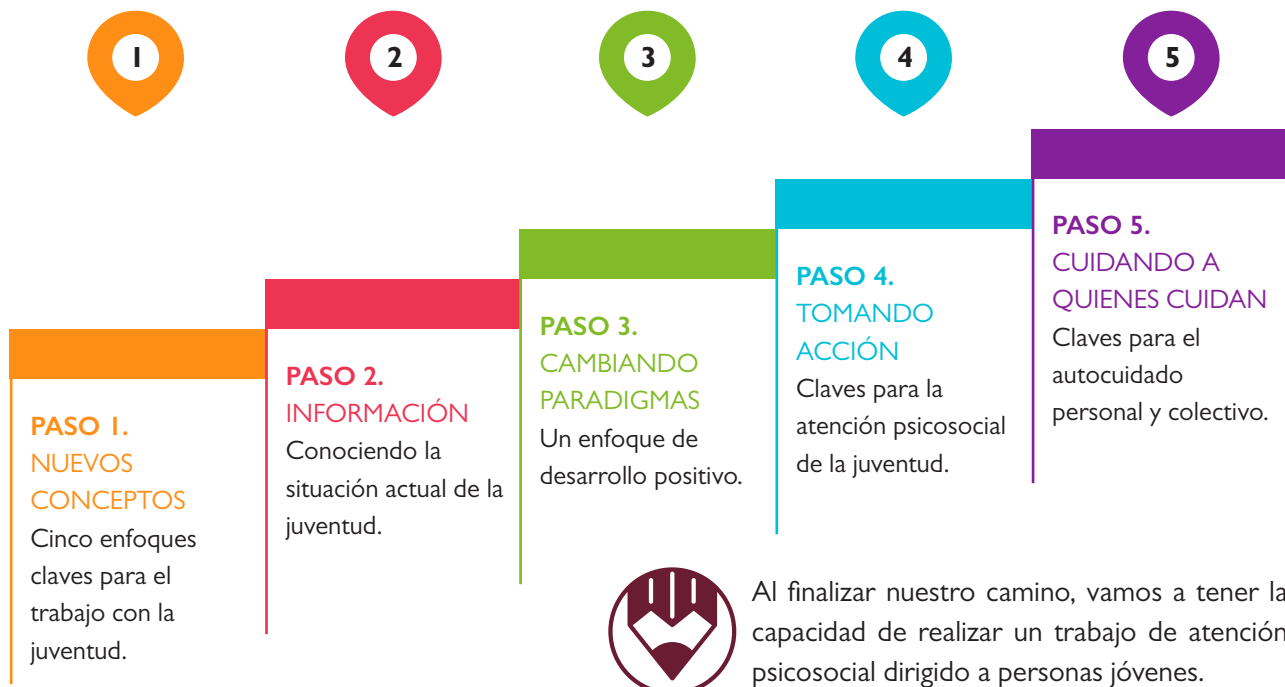 1
2
3
4
5
PASO 1.
NUEVOS
CONCEPTOS
Cinco enfoques
claves para el
trabajo con la
juventud.
PASO 2.
INFORMACIÓN
Conociendo la
situación actual de la
juventud.
PASO 3.
CAMBIANDO
PARADIGMAS
Un enfoque de
desarrollo positivo.
PASO 4.
TOMANDO
ACCIÓN
Claves para la
atención psicosocial
de la juventud.
PASO 5.
CUIDANDO A
QUIENES CUIDAN
Claves para el
autocuidado
personal y colectivo.
Al finalizar nuestro camino, vamos a tener la
capacidad de realizar un trabajo de atención
psicosocial dirigido a personas jóvenes.